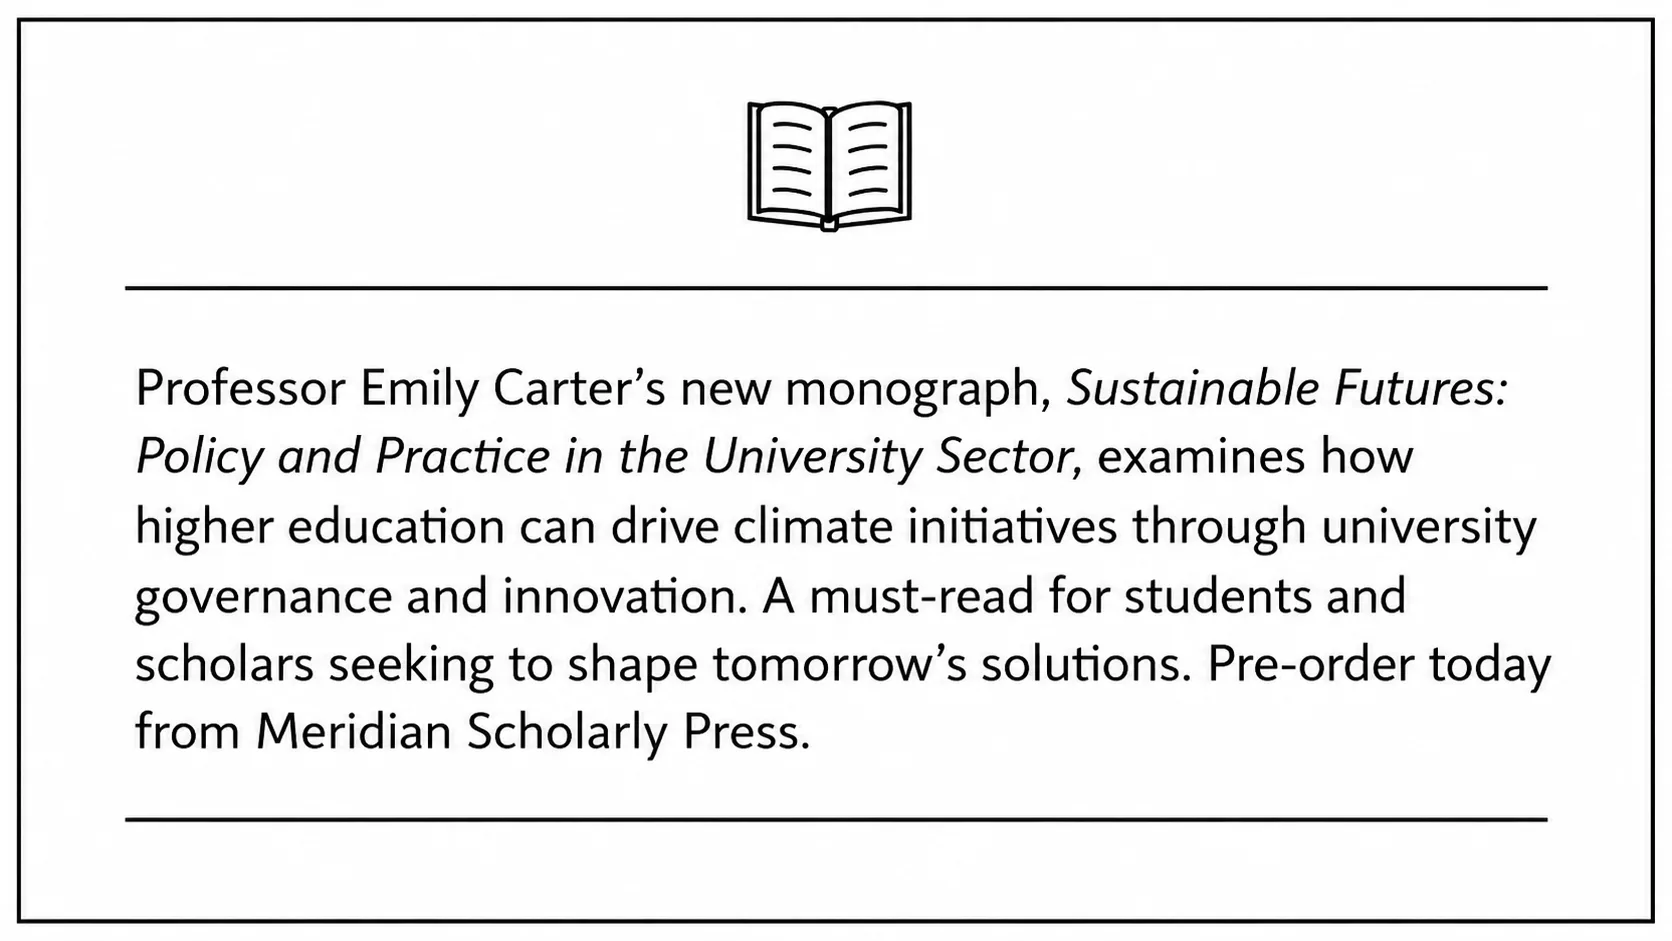 Professor Emily Carter’s new monograph, Sustainable Futures:
Policy and Practice in the University Sector, examines how
higher education can drive climate initiatives through university
governance and innovation. A must-read for students and
scholars seeking to shape tomorrow’s solutions. Pre-order today
from Meridian Scholarly Press.